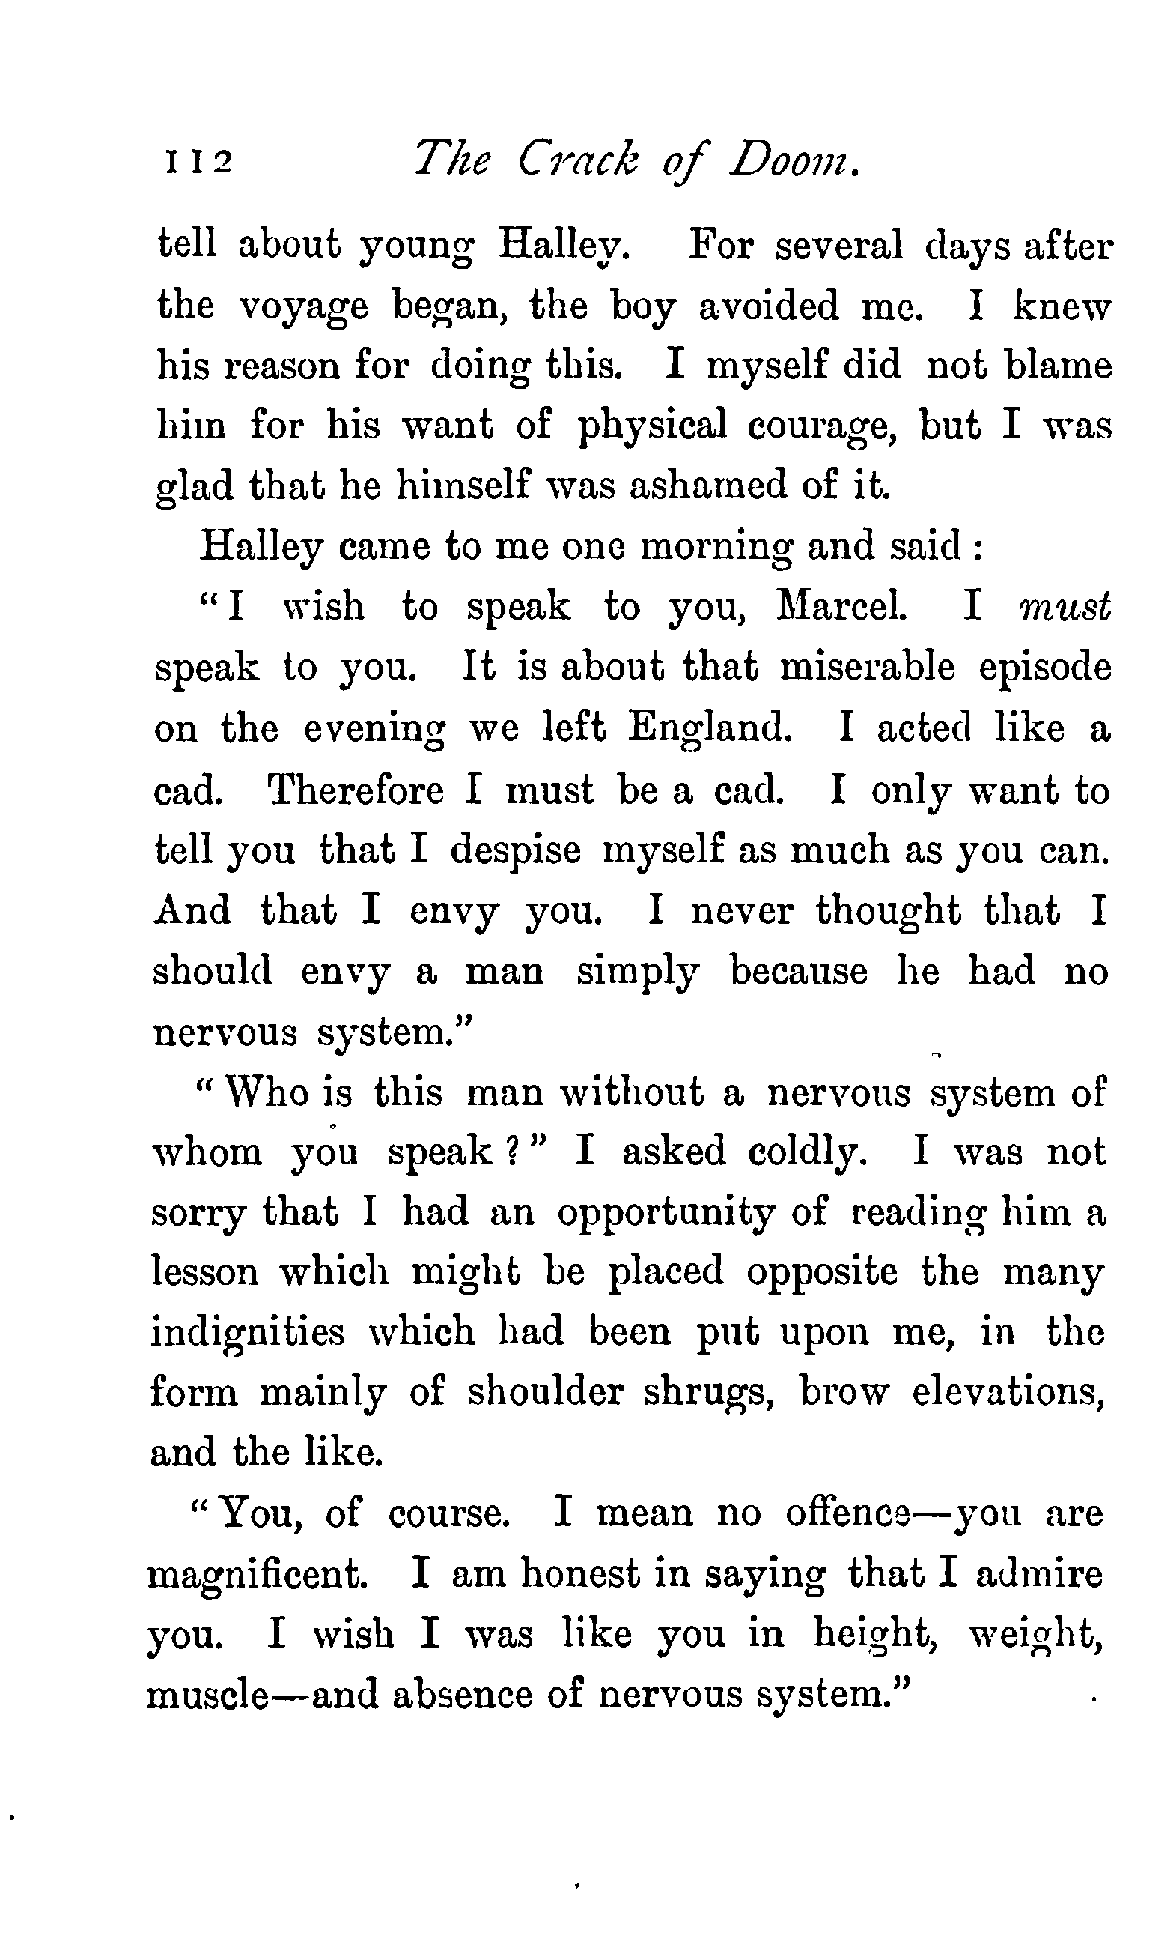 112 The Crack of Doom.
tell about young Halley. For several days after
the voyage began, the boy avoided me. I knew
his reason for doing this. I myself did not blame
him for his want of physical courage, but I was
glad that he himself was ashamed of it.
Halley came to me one morning and said :
“I wish to speak to you, Marcel. I must
speak to you. It is about that miserable episode
on the evening we left England. I acted like a
cad. Therefore I must be a cad. I only want to
tell you that I despise myself as much as you can.
And that I envy you. I never thought that I
should envy a man simply because he had no
nervous system.”
“Who is this man without a nervous system of
whom you speak ?” I asked coldly. I was not
sorry that I had an opportunity of reading him a
lesson which might be placed opposite the many
indignities which had been put upon me, in the
form mainly of shoulder shrugs, brow elevations,
and the like.
“You, of course. I mean no offence—you are
magnificent. I am honest in saying that I admire
you. I wish I was like you in height, weight,
muscle—and absence of nervous system.”